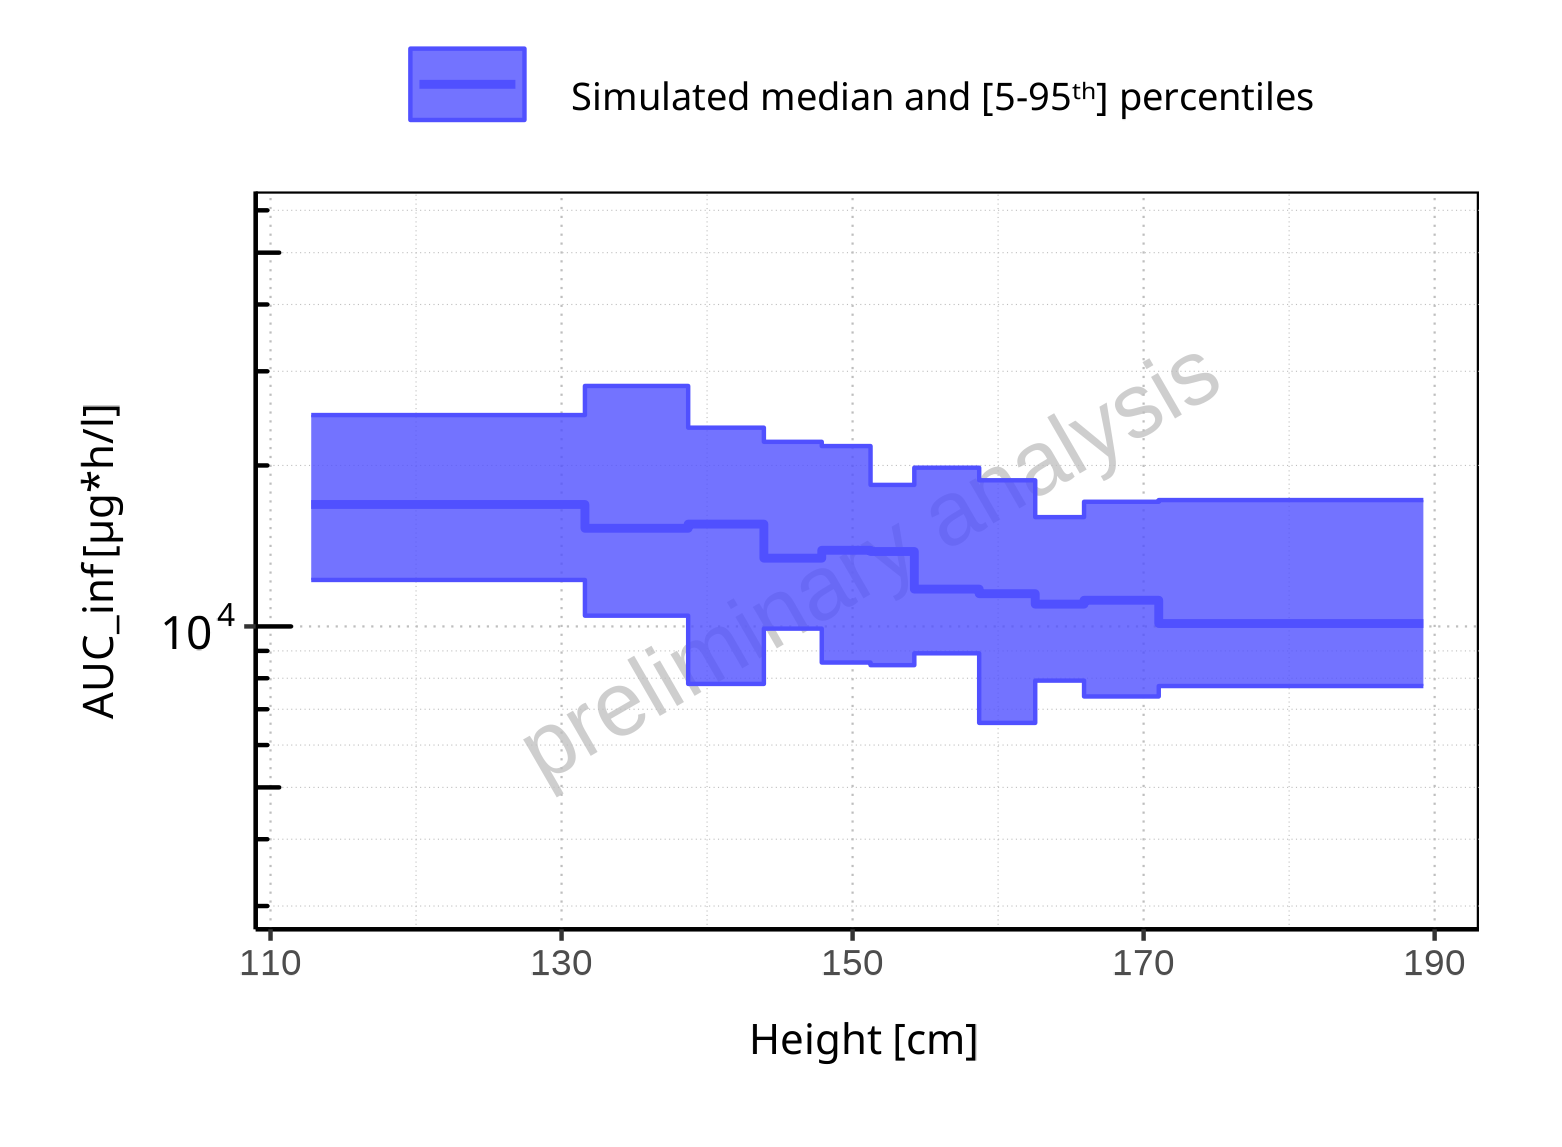 Simulated median and [5-95ᵗʰ] percentiles
AUC_inf[µg*h/l]
10⁴
preliminary analysis
110 130 150 170 190
Height [cm]